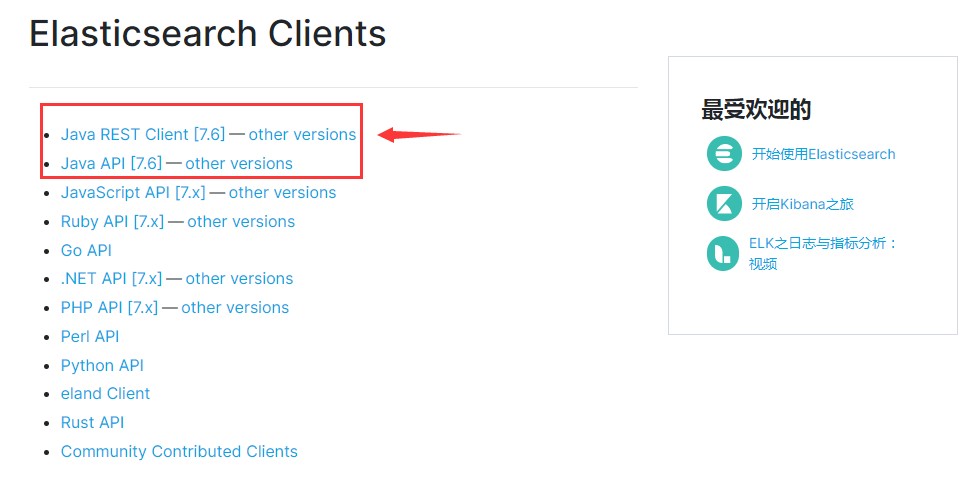 Elasticsearch Clients
Java REST Client [7.6] — other versions
Java API [7.6] — other versions
JavaScript API [7.x] — other versions
Ruby API [7.x] — other versions
Go API
.NET API [7.x] — other versions
PHP API [7.x] — other versions
Perl API
Python API
eland Client
Rust API
Community Contributed Clients
最受欢迎的
开始使用Elasticsearch
开启Kibana之旅
ELK之日志与指标分析：
视频